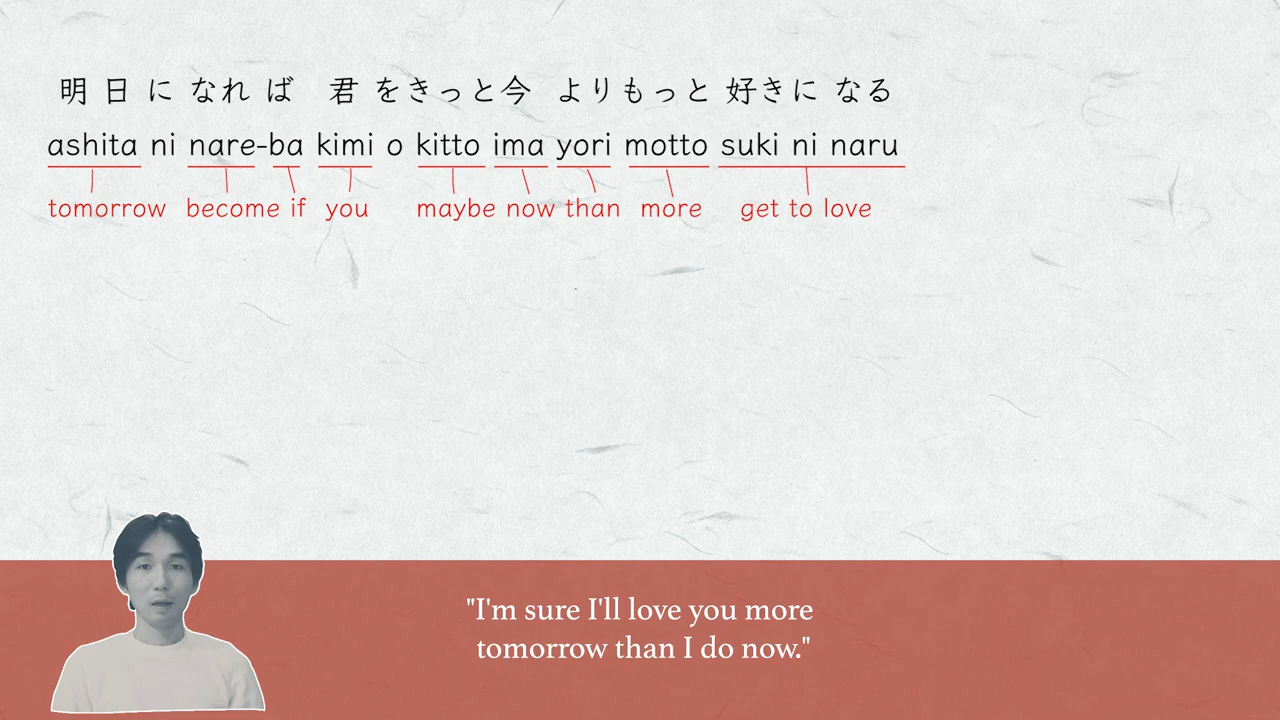 明日に なれ ば 君 をきっと今 よりもっと 好きに なる
ashita ni nare-ba kimi o kitto ima yori motto suki ni naru
tomorrow become if you maybe now than more get to love
"I'm sure I'll love you more
tomorrow than I do now."